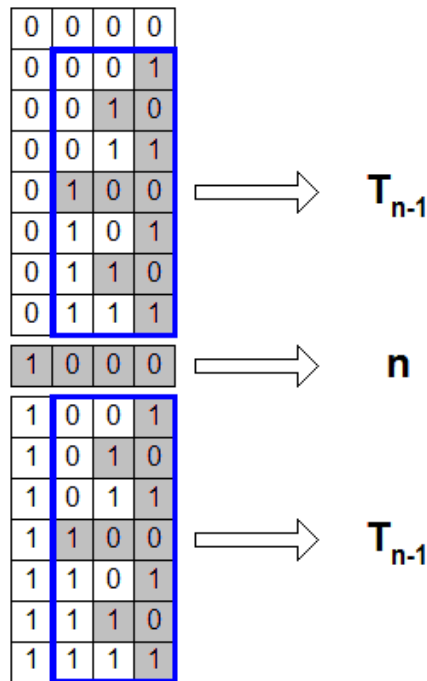 0 0 0 0
0 0 0 1
0 0 1 0
0 0 1 1
0 1 0 0
0 1 0 1
0 1 1 0
0 1 1 1
T_{n-1}
1 0 0 0
n
1 0 0 1
1 0 1 0
1 0 1 1
1 1 0 0
1 1 0 1
1 1 1 0
1 1 1 1
T_{n-1}